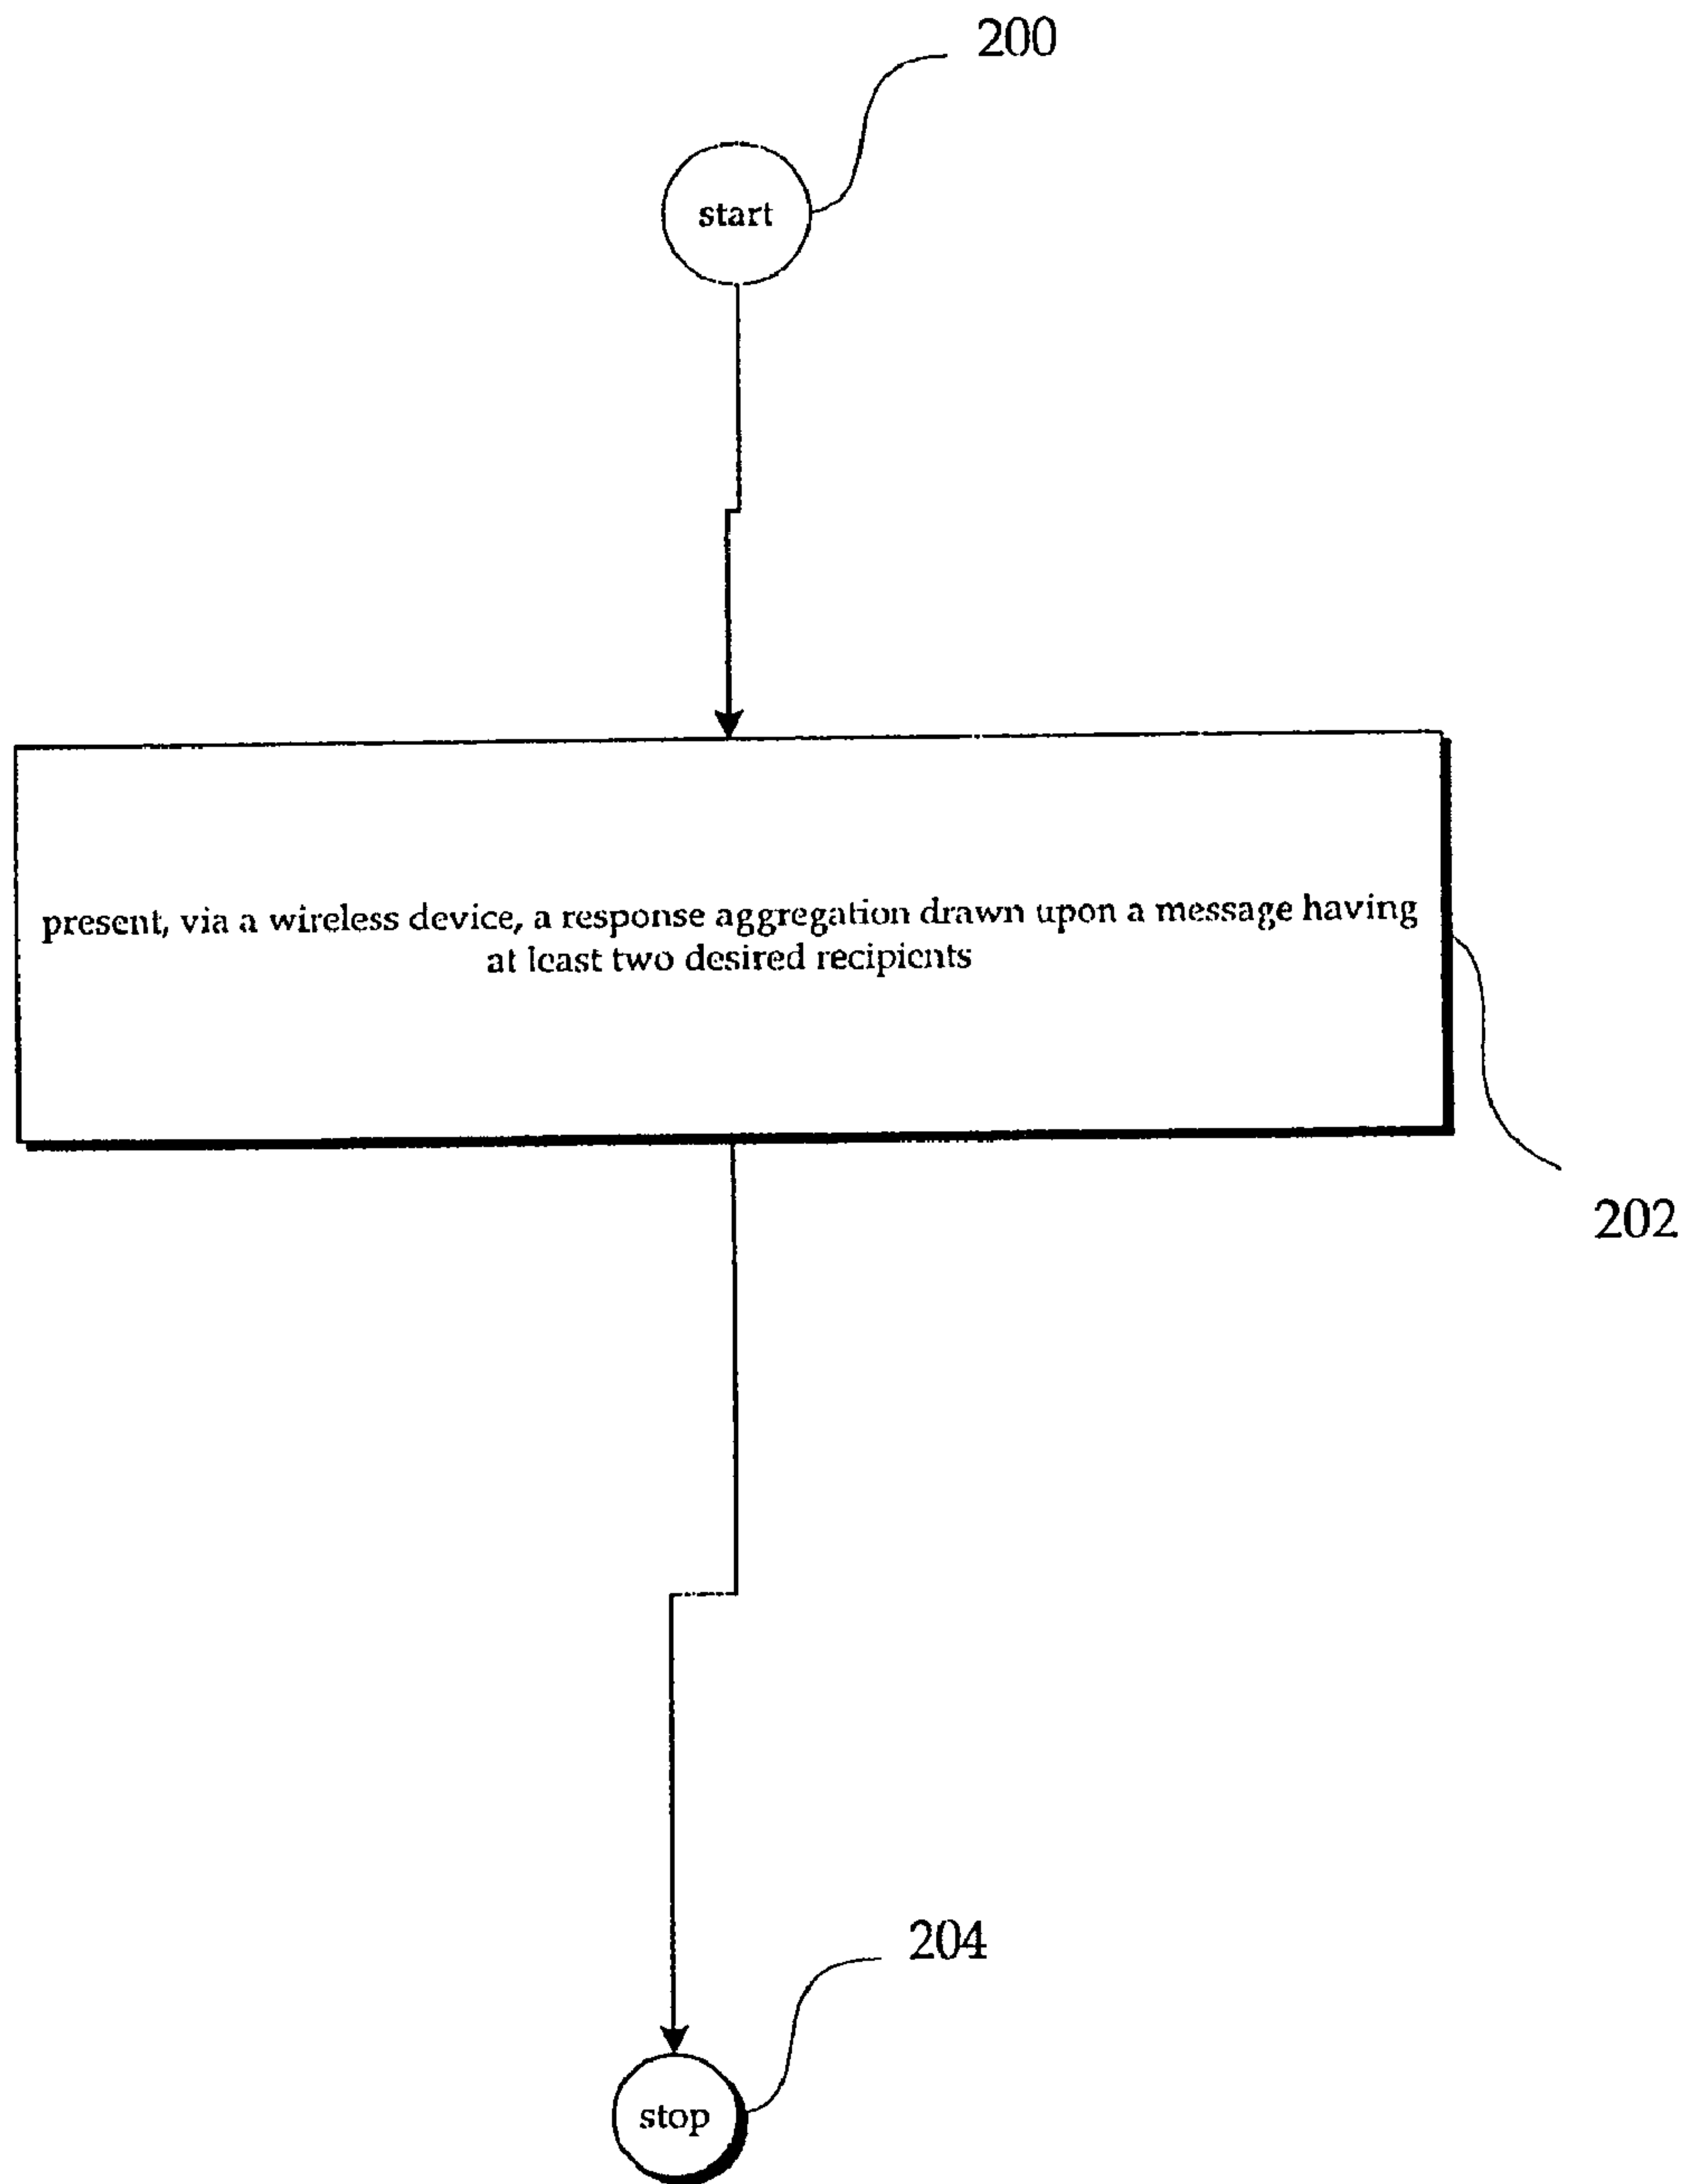 200
start
present, via a wireless device, a response aggregation drawn upon a message having
at least two desired recipients
202
204
stop